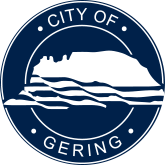 · CITY OF ·
GERING